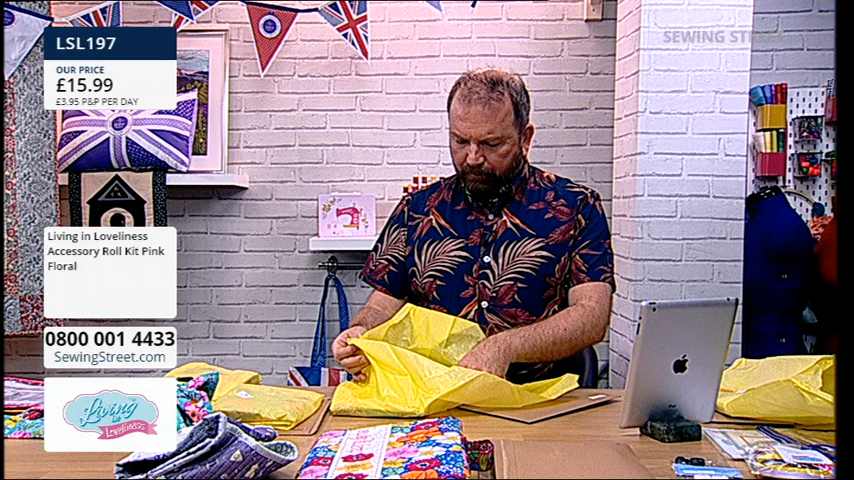 LSL197
OUR PRICE
£15.99
£3.95 P&P PER DAY
SEWING STREET
Living in Loveliness
Accessory Roll Kit Pink
Floral
0800 001 4433
SewingStreet.com
Living
in
Loveliness